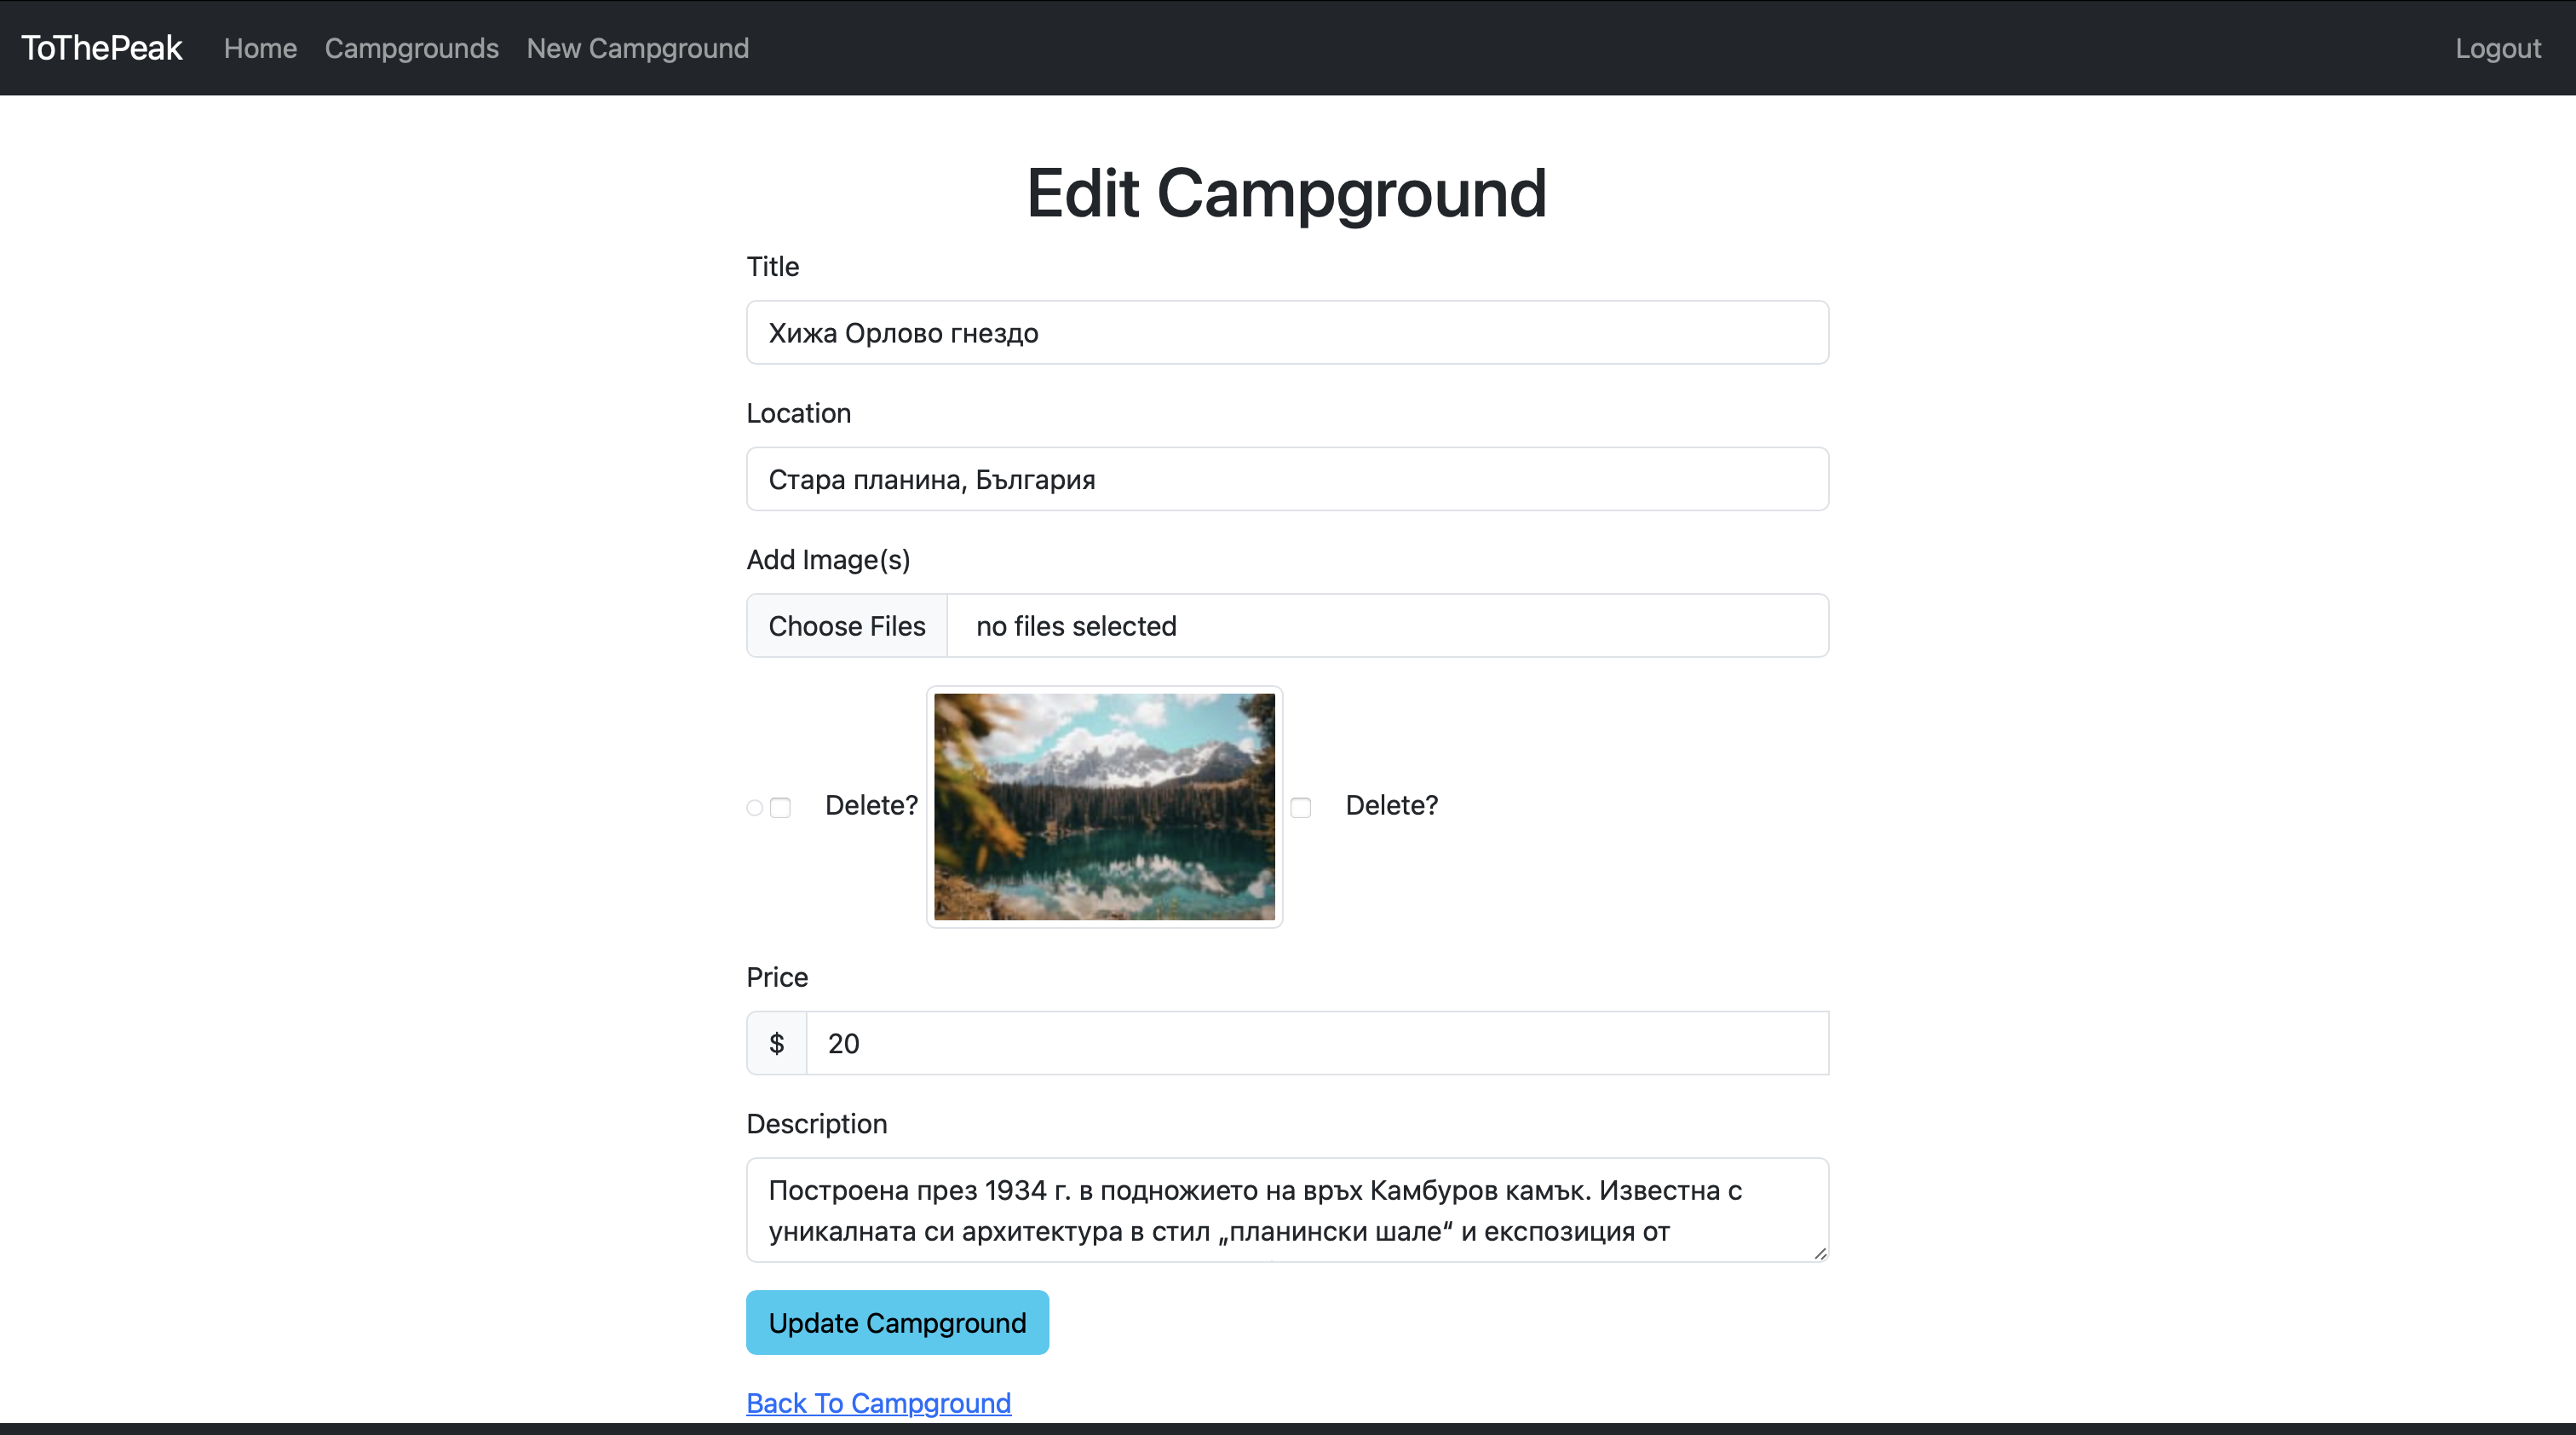 ToThePeak Home Campgrounds New Campground Logout
Edit Campground
Title
Хижа Орлово гнездо
Location
Стара планина, България
Add Image(s)
Choose Files no files selected
Delete? Delete?
Price
$ 20
Description
Построена през 1934 г. в подножието на връх Камбуров камък. Известна с
уникалната си архитектура в стил „планински шале“ и експозиция от
Update Campground
Back To Campground